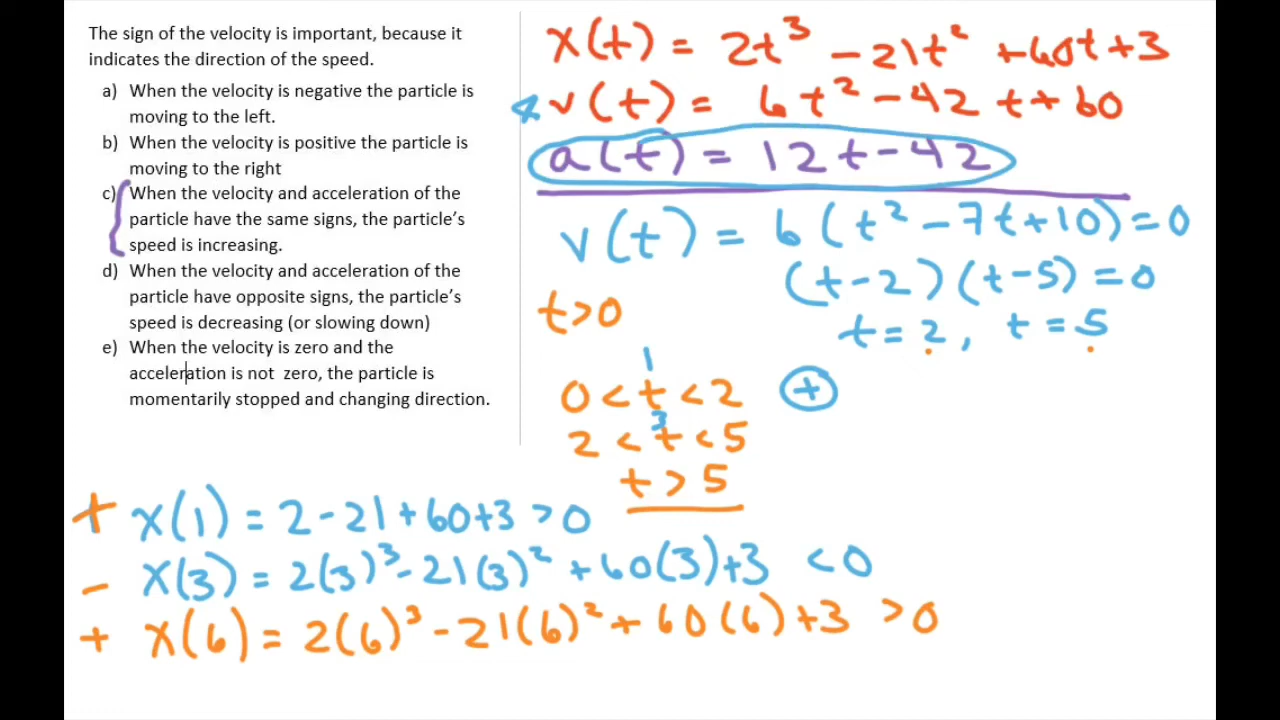 The sign of the velocity is important, because it
indicates the direction of the speed.
a) When the velocity is negative the particle is
moving to the left.
b) When the velocity is positive the particle is
moving to the right
c) When the velocity and acceleration of the
particle have the same signs, the particle's
speed is increasing.
d) When the velocity and acceleration of the
particle have opposite signs, the particle's
speed is decreasing (or slowing down)
e) When the velocity is zero and the
acceleration is not zero, the particle is
momentarily stopped and changing direction.
x(t) = 2t³ - 21t² + 60t + 3
v(t) = 6t² - 42t + 60
a(t) = 12t - 42
v(t) = 6(t² - 7t + 10) = 0
(t - 2)(t - 5) = 0
t = 2, t = 5
t > 0
1
0 < t < 2 +
3
2 < t < 5
t > 5
+ x(1) = 2 - 21 + 60 + 3 > 0
- x(3) = 2(3)³ - 21(3)² + 60(3) + 3 < 0
+ x(6) = 2(6)³ - 21(6)² + 60(6) + 3 > 0